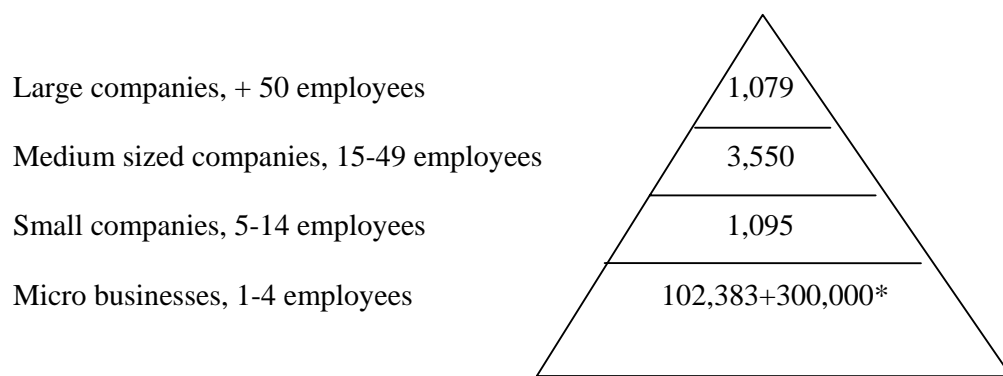 Large companies, + 50 employees 1,079
Medium sized companies, 15-49 employees 3,550
Small companies, 5-14 employees 1,095
Micro businesses, 1-4 employees 102,383+300,000*